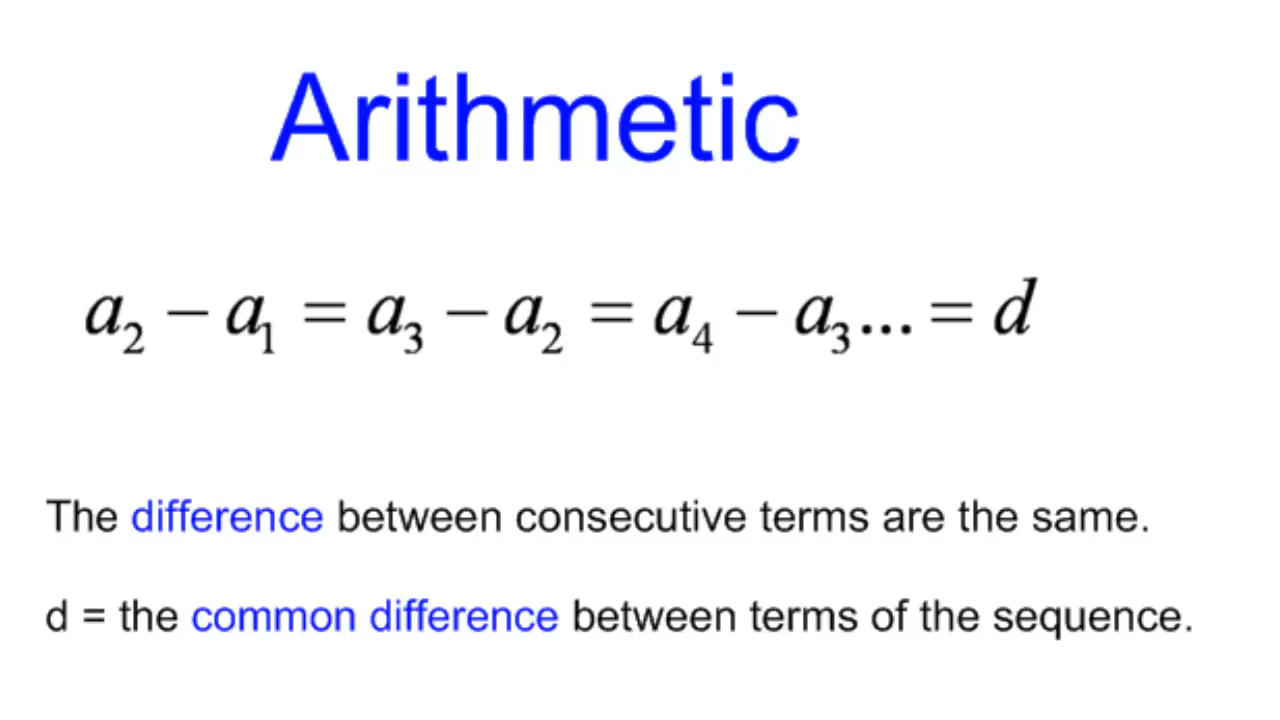 Arithmetic
a₂ − a₁ = a₃ − a₂ = a₄ − a₃... = d
The difference between consecutive terms are the same.
d = the common difference between terms of the sequence.